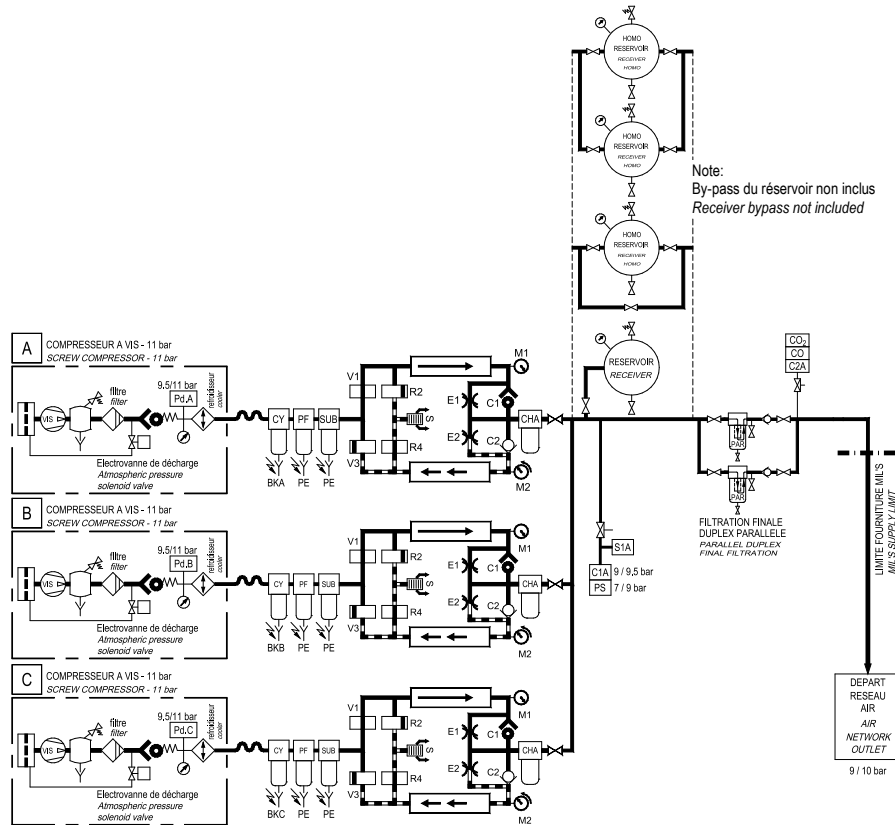 HOMO
RESERVOIR
RECEIVER
HOMO
HOMO
RESERVOIR
RECEIVER
HOMO
HOMO
RESERVOIR
RECEIVER
HOMO
Note:
By-pass du réservoir non inclus
Receiver bypass not included
RESERVOIR
RECEIVER
A COMPRESSEUR A VIS - 11 bar
SCREW COMPRESSOR - 11 bar
9,5/11 bar
Pd.A
filtre
filter
refroidisseur
cooler
VIS
Electrovanne de décharge
Atmospheric pressure
solenoid valve
CY PF SUB
BKA PE PE
V1 R2
V3 R4
S
E1 C1
E2 C2
M1
M2
CHA
B COMPRESSEUR A VIS - 11 bar
SCREW COMPRESSOR - 11 bar
9,5/11 bar
Pd.B
filtre
filter
refroidisseur
cooler
VIS
Electrovanne de décharge
Atmospheric pressure
solenoid valve
CY PF SUB
BKB PE PE
V1 R2
V3 R4
S
E1 C1
E2 C2
M1
M2
CHA
C COMPRESSEUR A VIS - 11 bar
SCREW COMPRESSOR - 11 bar
9,5/11 bar
Pd.C
filtre
filter
refroidisseur
cooler
VIS
Electrovanne de décharge
Atmospheric pressure
solenoid valve
CY PF SUB
BKC PE PE
V1 R2
V3 R4
S
E1 C1
E2 C2
M1
M2
CHA
S1A
C1A 9 / 9,5 bar
PS 7 / 9 bar
CO2
CO
C2A
PAR
PAR
FILTRATION FINALE
DUPLEX PARALLELE
PARALLEL DUPLEX
FINAL FILTRATION
LIMITE FOURNITURE MIL'S
MIL'S SUPPLY LIMIT
DEPART
RESEAU
AIR
AIR
NETWORK
OUTLET
9 / 10 bar